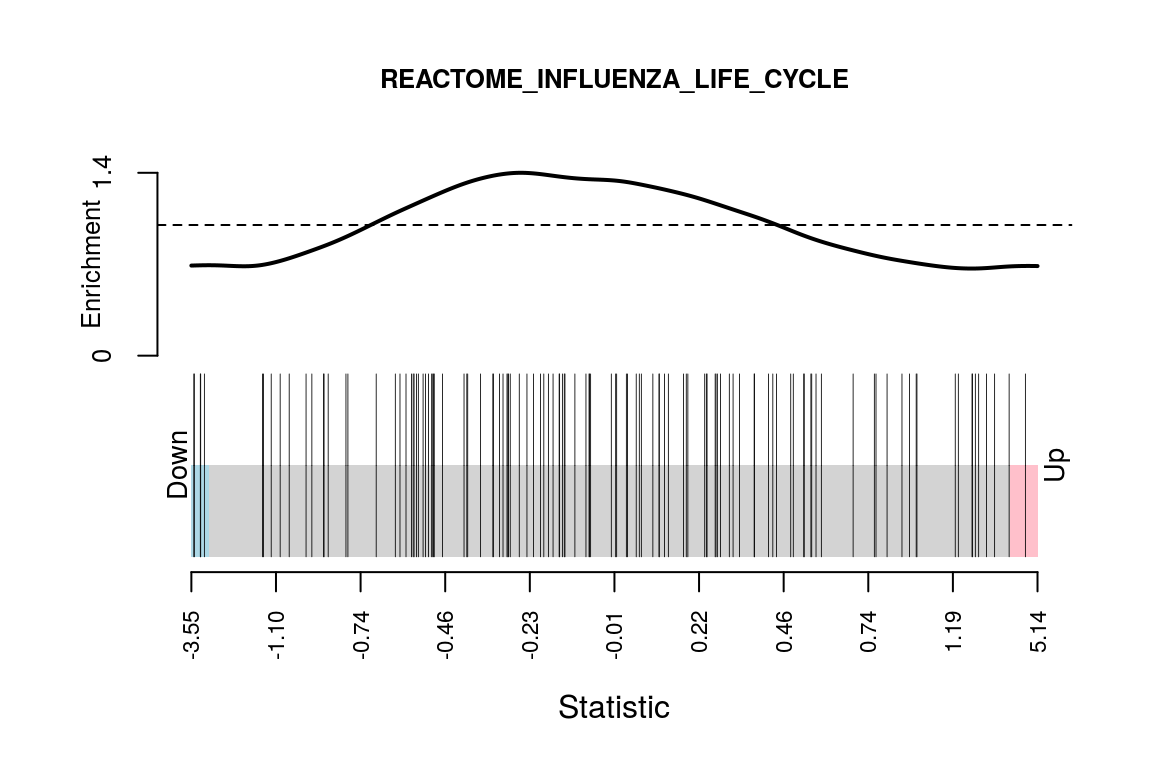 REACTOME_INFLUENZA_LIFE_CYCLE
Enrichment
1.4
0
Down
Up
-3.55
-1.10
-0.74
-0.46
-0.23
-0.01
0.22
0.46
0.74
1.19
5.14
Statistic